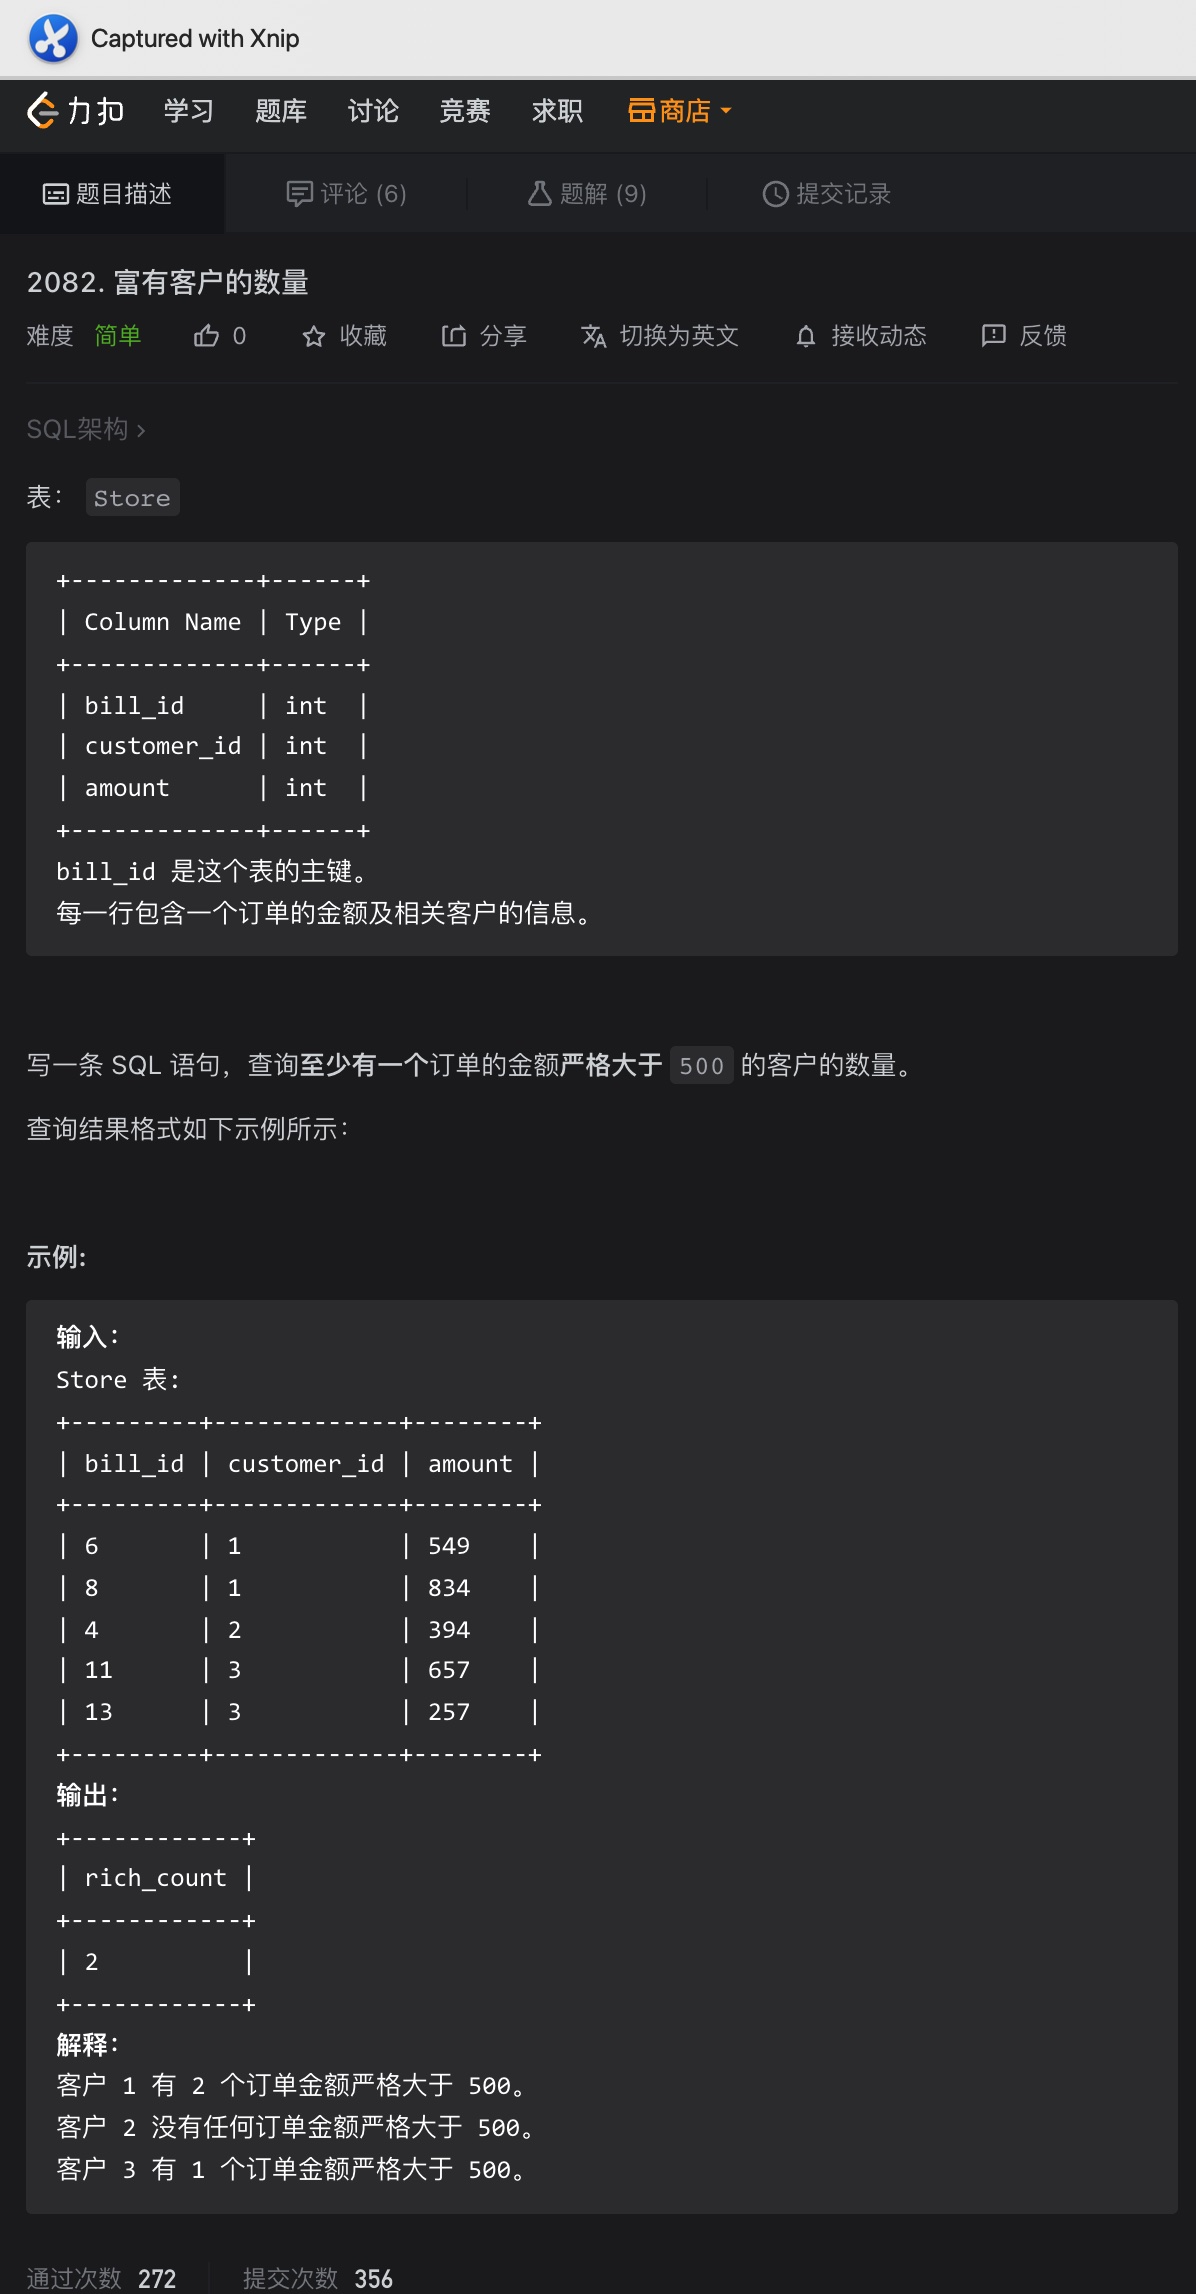 Captured with Xnip
力扣 学习 题库 讨论 竞赛 求职 商店
题目描述 评论 (6) 题解 (9) 提交记录
2082. 富有客户的数量
难度 简单 0 收藏 分享 切换为英文 接收动态 反馈
SQL架构 ›
表： Store
+-------------+------+
| Column Name | Type |
+-------------+------+
| bill_id     | int  |
| customer_id | int  |
| amount      | int  |
+-------------+------+
bill_id 是这个表的主键。
每一行包含一个订单的金额及相关客户的信息。
写一条 SQL 语句，查询至少有一个订单的金额严格大于 500 的客户的数量。
查询结果格式如下示例所示：
示例:
输入：
Store 表:
+---------+-------------+--------+
| bill_id | customer_id | amount |
+---------+-------------+--------+
| 6       | 1           | 549    |
| 8       | 1           | 834    |
| 4       | 2           | 394    |
| 11      | 3           | 657    |
| 13      | 3           | 257    |
+---------+-------------+--------+
输出：
+------------+
| rich_count |
+------------+
| 2          |
+------------+
解释：
客户 1 有 2 个订单金额严格大于 500。
客户 2 没有任何订单金额严格大于 500。
客户 3 有 1 个订单金额严格大于 500。
通过次数 272 提交次数 356